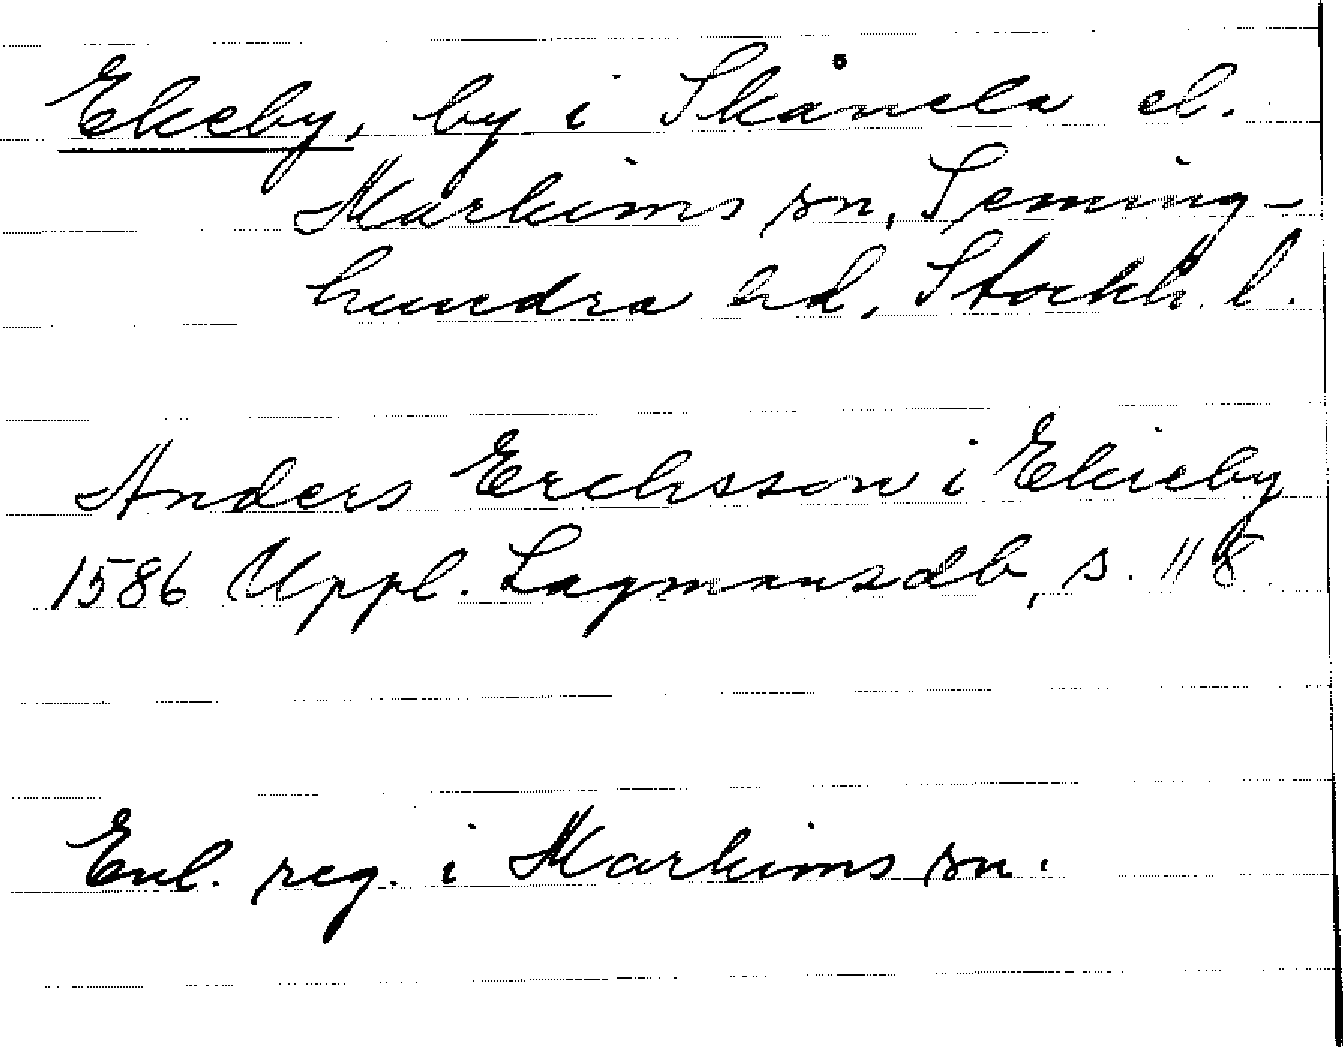 Ekeby, by i Skånela el.
Markims sn, Seming-
hundra hd, Stockh. l.
Anders Erchsson i Ekieby
1586 Uppl. Lagmansdb, s. 118
Enl. reg. i Markims sn.